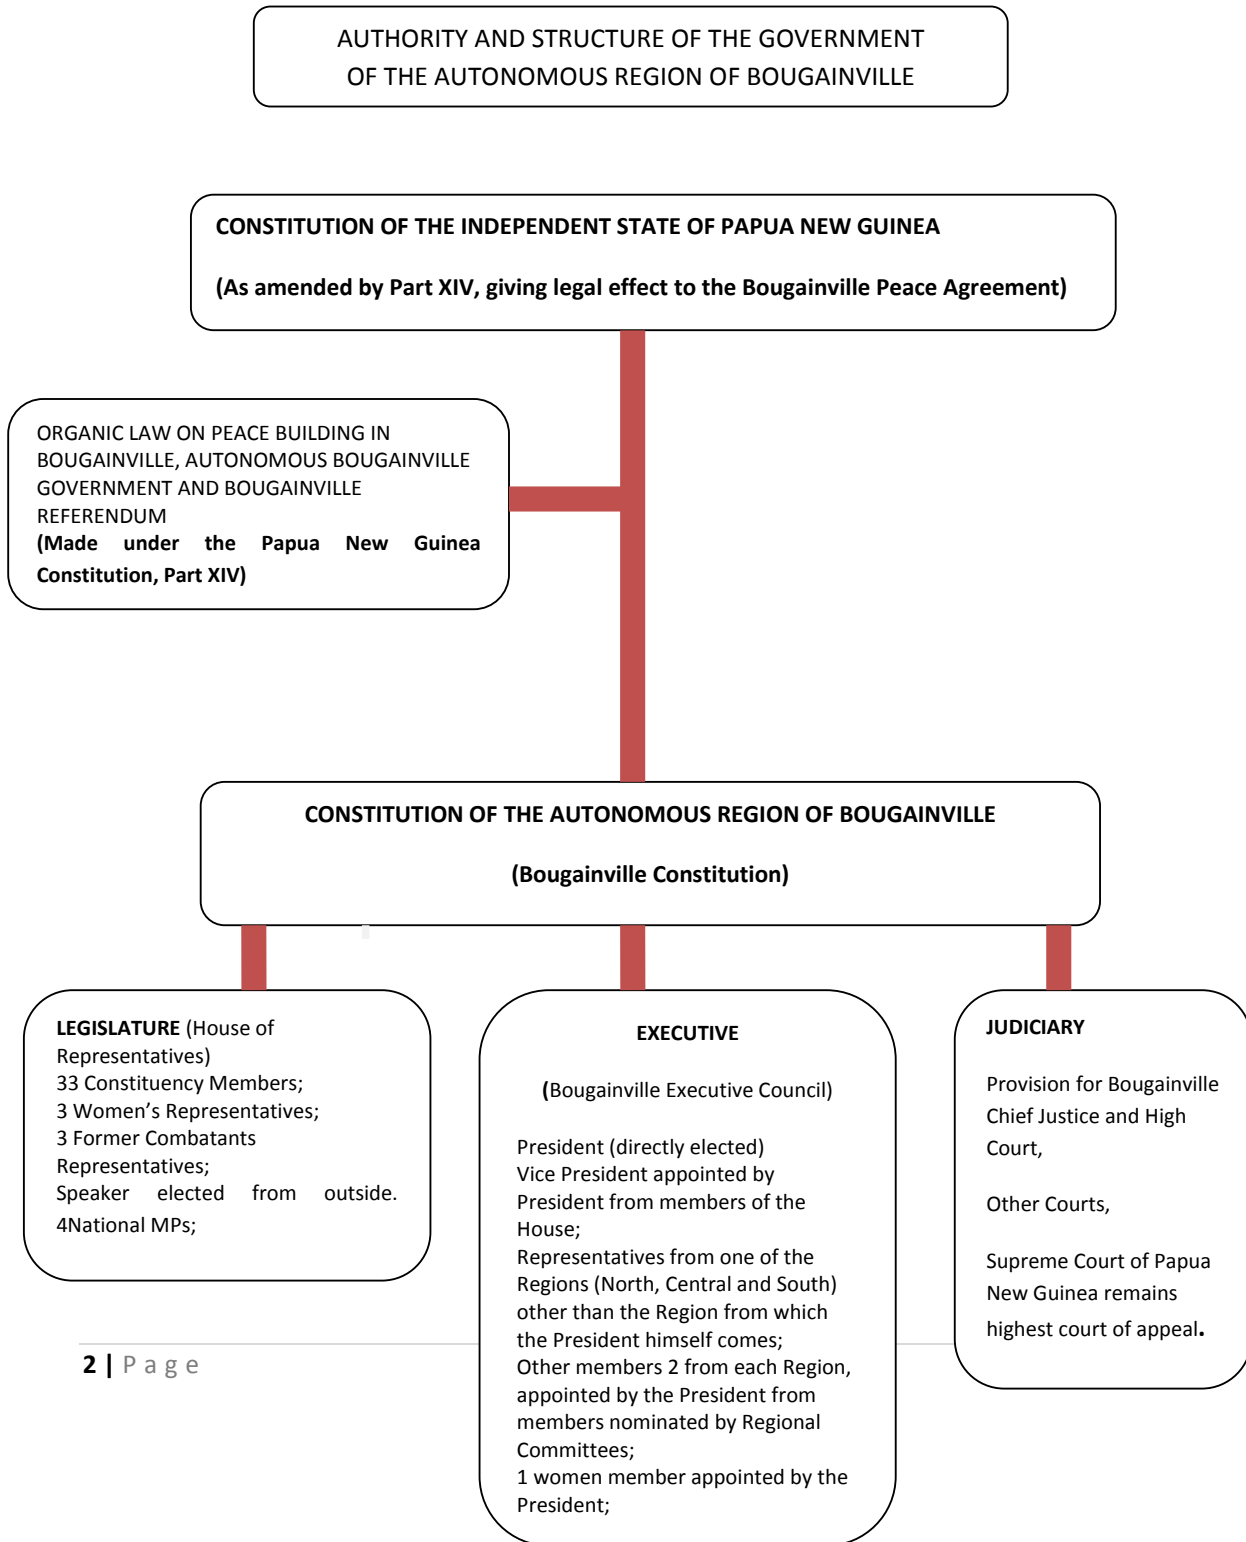 AUTHORITY AND STRUCTURE OF THE GOVERNMENT
OF THE AUTONOMOUS REGION OF BOUGAINVILLE
CONSTITUTION OF THE INDEPENDENT STATE OF PAPUA NEW GUINEA
(As amended by Part XIV, giving legal effect to the Bougainville Peace Agreement)
ORGANIC LAW ON PEACE BUILDING IN
BOUGAINVILLE, AUTONOMOUS BOUGAINVILLE
GOVERNMENT AND BOUGAINVILLE
REFERENDUM
(Made under the Papua New Guinea
Constitution, Part XIV)
CONSTITUTION OF THE AUTONOMOUS REGION OF BOUGAINVILLE
(Bougainville Constitution)
LEGISLATURE (House of
Representatives)
33 Constituency Members;
3 Women's Representatives;
3 Former Combatants
Representatives;
Speaker elected from outside.
4National MPs;
EXECUTIVE
(Bougainville Executive Council)
President (directly elected)
Vice President appointed by
President from members of the
House;
Representatives from one of the
Regions (North, Central and South)
other than the Region from which
the President himself comes;
Other members 2 from each Region,
appointed by the President from
members nominated by Regional
Committees;
1 women member appointed by the
President;
JUDICIARY
Provision for Bougainville
Chief Justice and High
Court,
Other Courts,
Supreme Court of Papua
New Guinea remains
highest court of appeal.
2 | Page